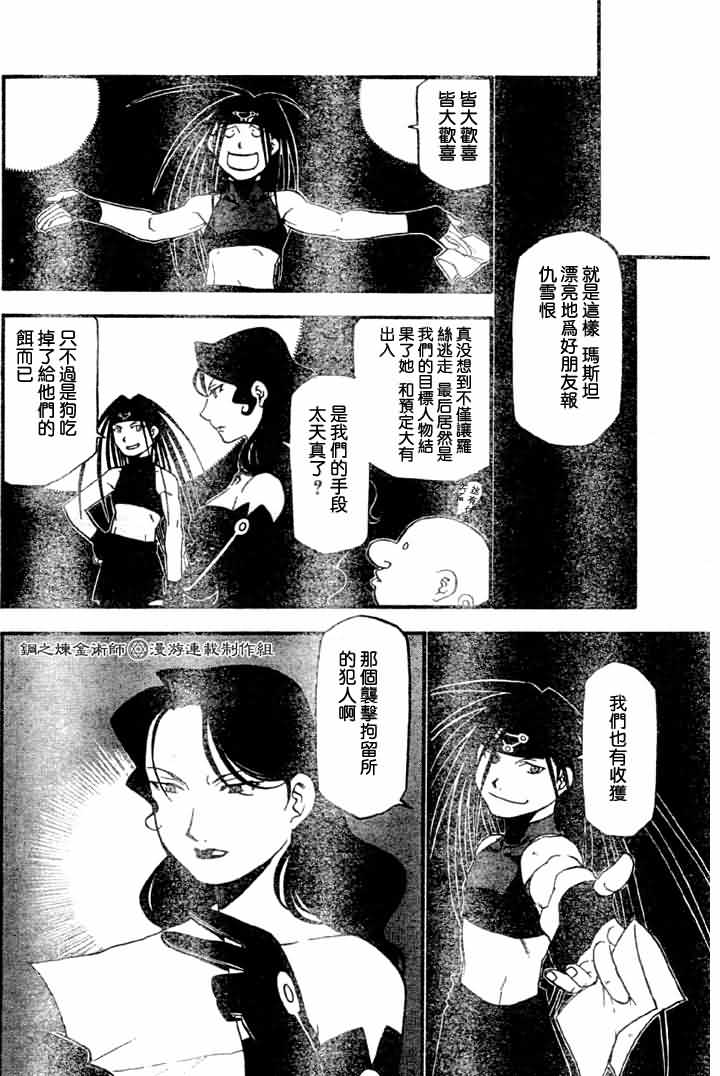 皆大歡喜
皆大歡喜
就是這樣 瑪斯坦
漂亮地爲好朋友報
仇雪恨
真没想到不僅讓羅
絲逃走 最后居然是
我們的目標人物結
果了她 和預定大有
出入
是我們的手段
太天真了?
只不過是狗吃
掉了給他們的
餌而已
我們也有收獲
那個襲擊拘留所
的犯人啊
鋼之煉金術師 漫游連載制作組